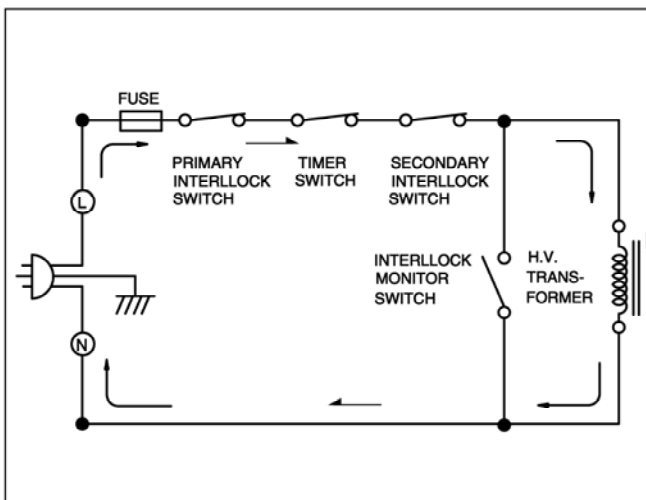 FUSE
PRIMARY
INTERLLOCK
SWITCH
TIMER
SWITCH
SECONDARY
INTERLLOCK
SWITCH
L
INTERLLOCK
MONITOR
SWITCH
H.V.
TRANS-
FORMER
N